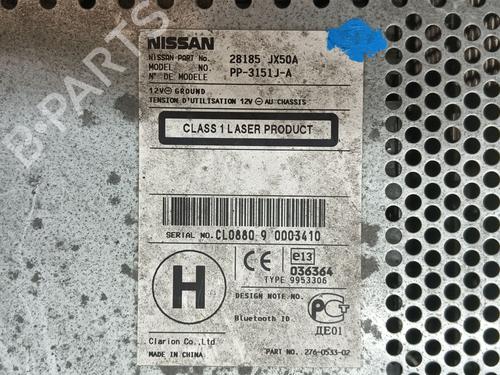 NISSAN
NISSAN-PART No. 28185 JX50A
MODEL NO.
N° DE MODELE PP-3151J-A
12V⊖ GROUND
TENSION D'UTILISATION 12V ⊖ AU CHASSIS
CLASS 1 LASER PRODUCT
SERIAL NO. CL0880 9 0003410
H
CE
e13
036364
TYPE 9953306
DESIGN NOTE NO.
Bluetooth ID
РСТ
ДЕ01
Clarion Co.,Ltd.
MADE IN CHINA
PART NO. 276-0533-02
B-PARTS